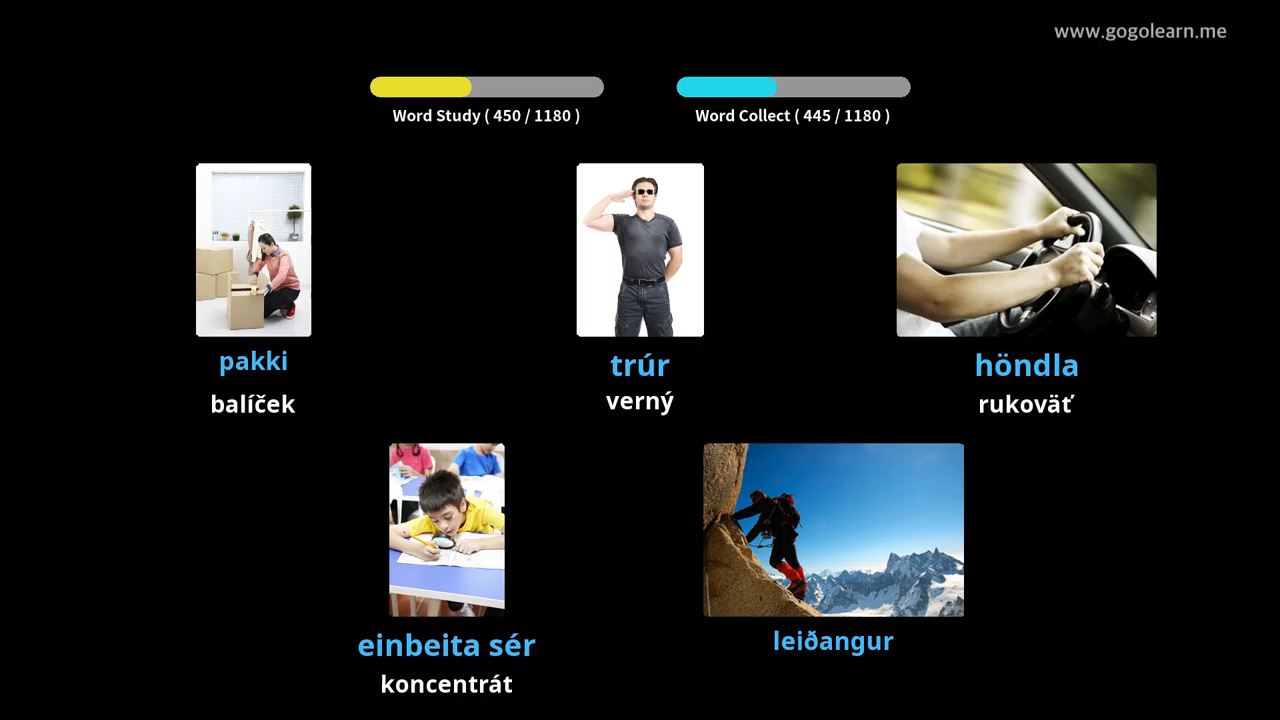 www.gogolearn.me
Word Study ( 450 / 1180 )
Word Collect ( 445 / 1180 )
pakki
balíček
trúr
verný
höndla
rukoväť
einbeita sér
koncentrát
leiðangur